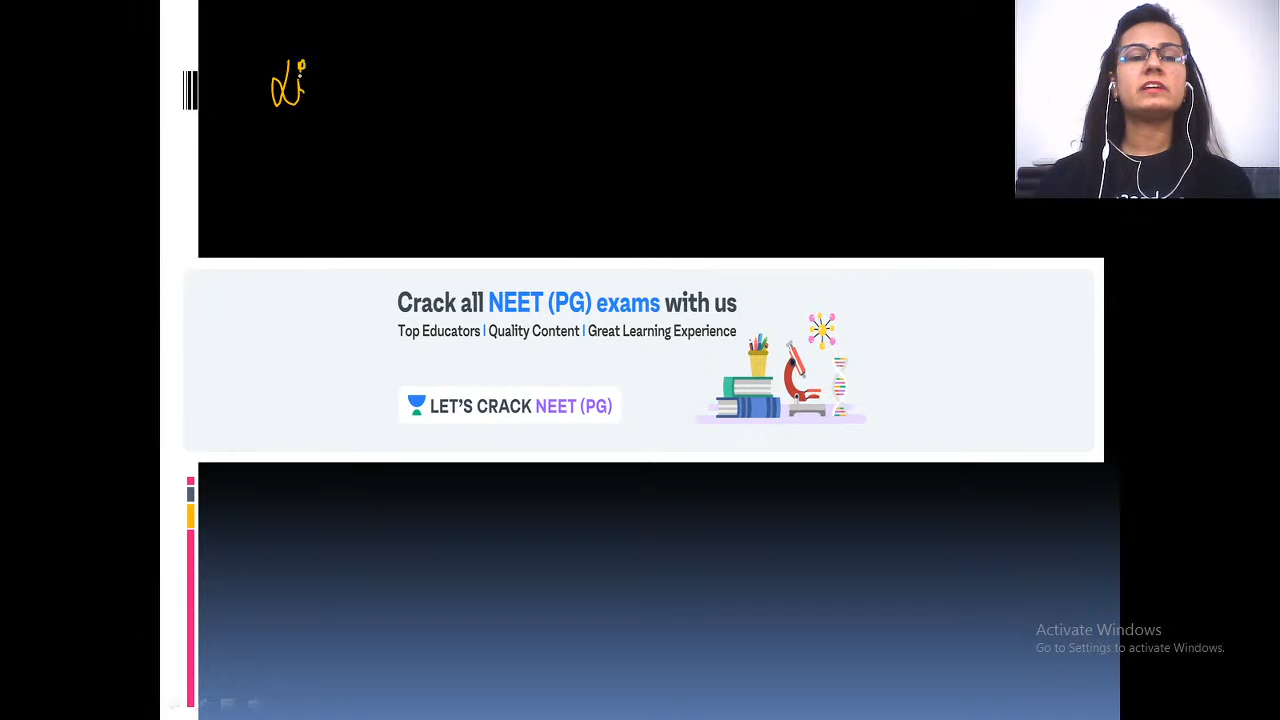 Li
Crack all NEET (PG) exams with us
Top Educators | Quality Content | Great Learning Experience
LET'S CRACK NEET (PG)
Activate Windows
Go to Settings to activate Windows.